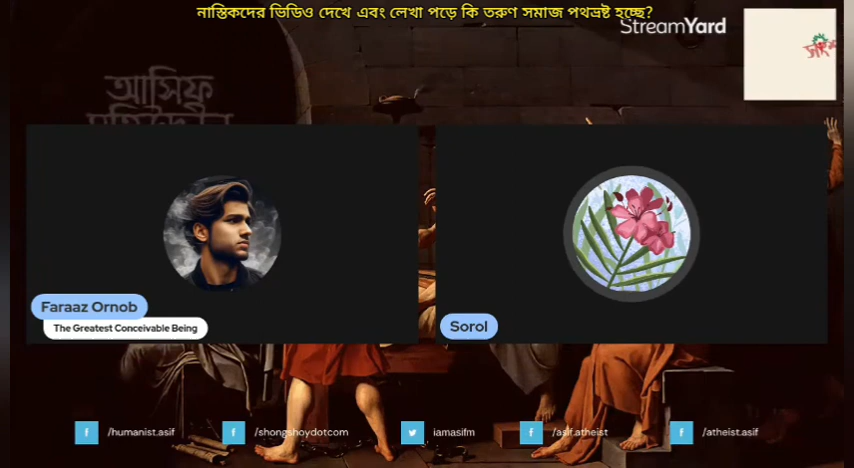 নাস্তিকদের ভিডিও দেখে এবং লেখা পড়ে কি তরুণ সমাজ পথভ্রষ্ট হচ্ছে?
StreamYard
আসিফ
Faraaz Ornob
The Greatest Conceivable Being
Sorol
/humanist.asif
/shongshoydotcom
iamasifm
/asif.atheist
/atheist.asif